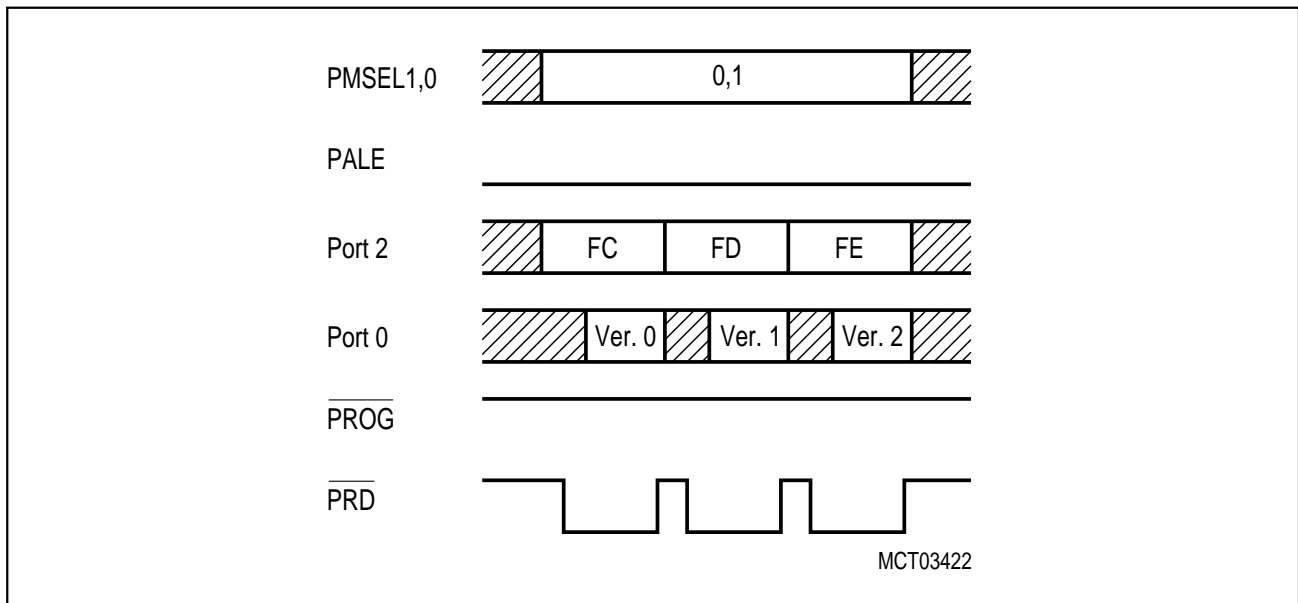 PMSEL1,0 0,1
PALE
Port 2 FC FD FE
Port 0 Ver. 0 Ver. 1 Ver. 2
PROG
PRD
MCT03422